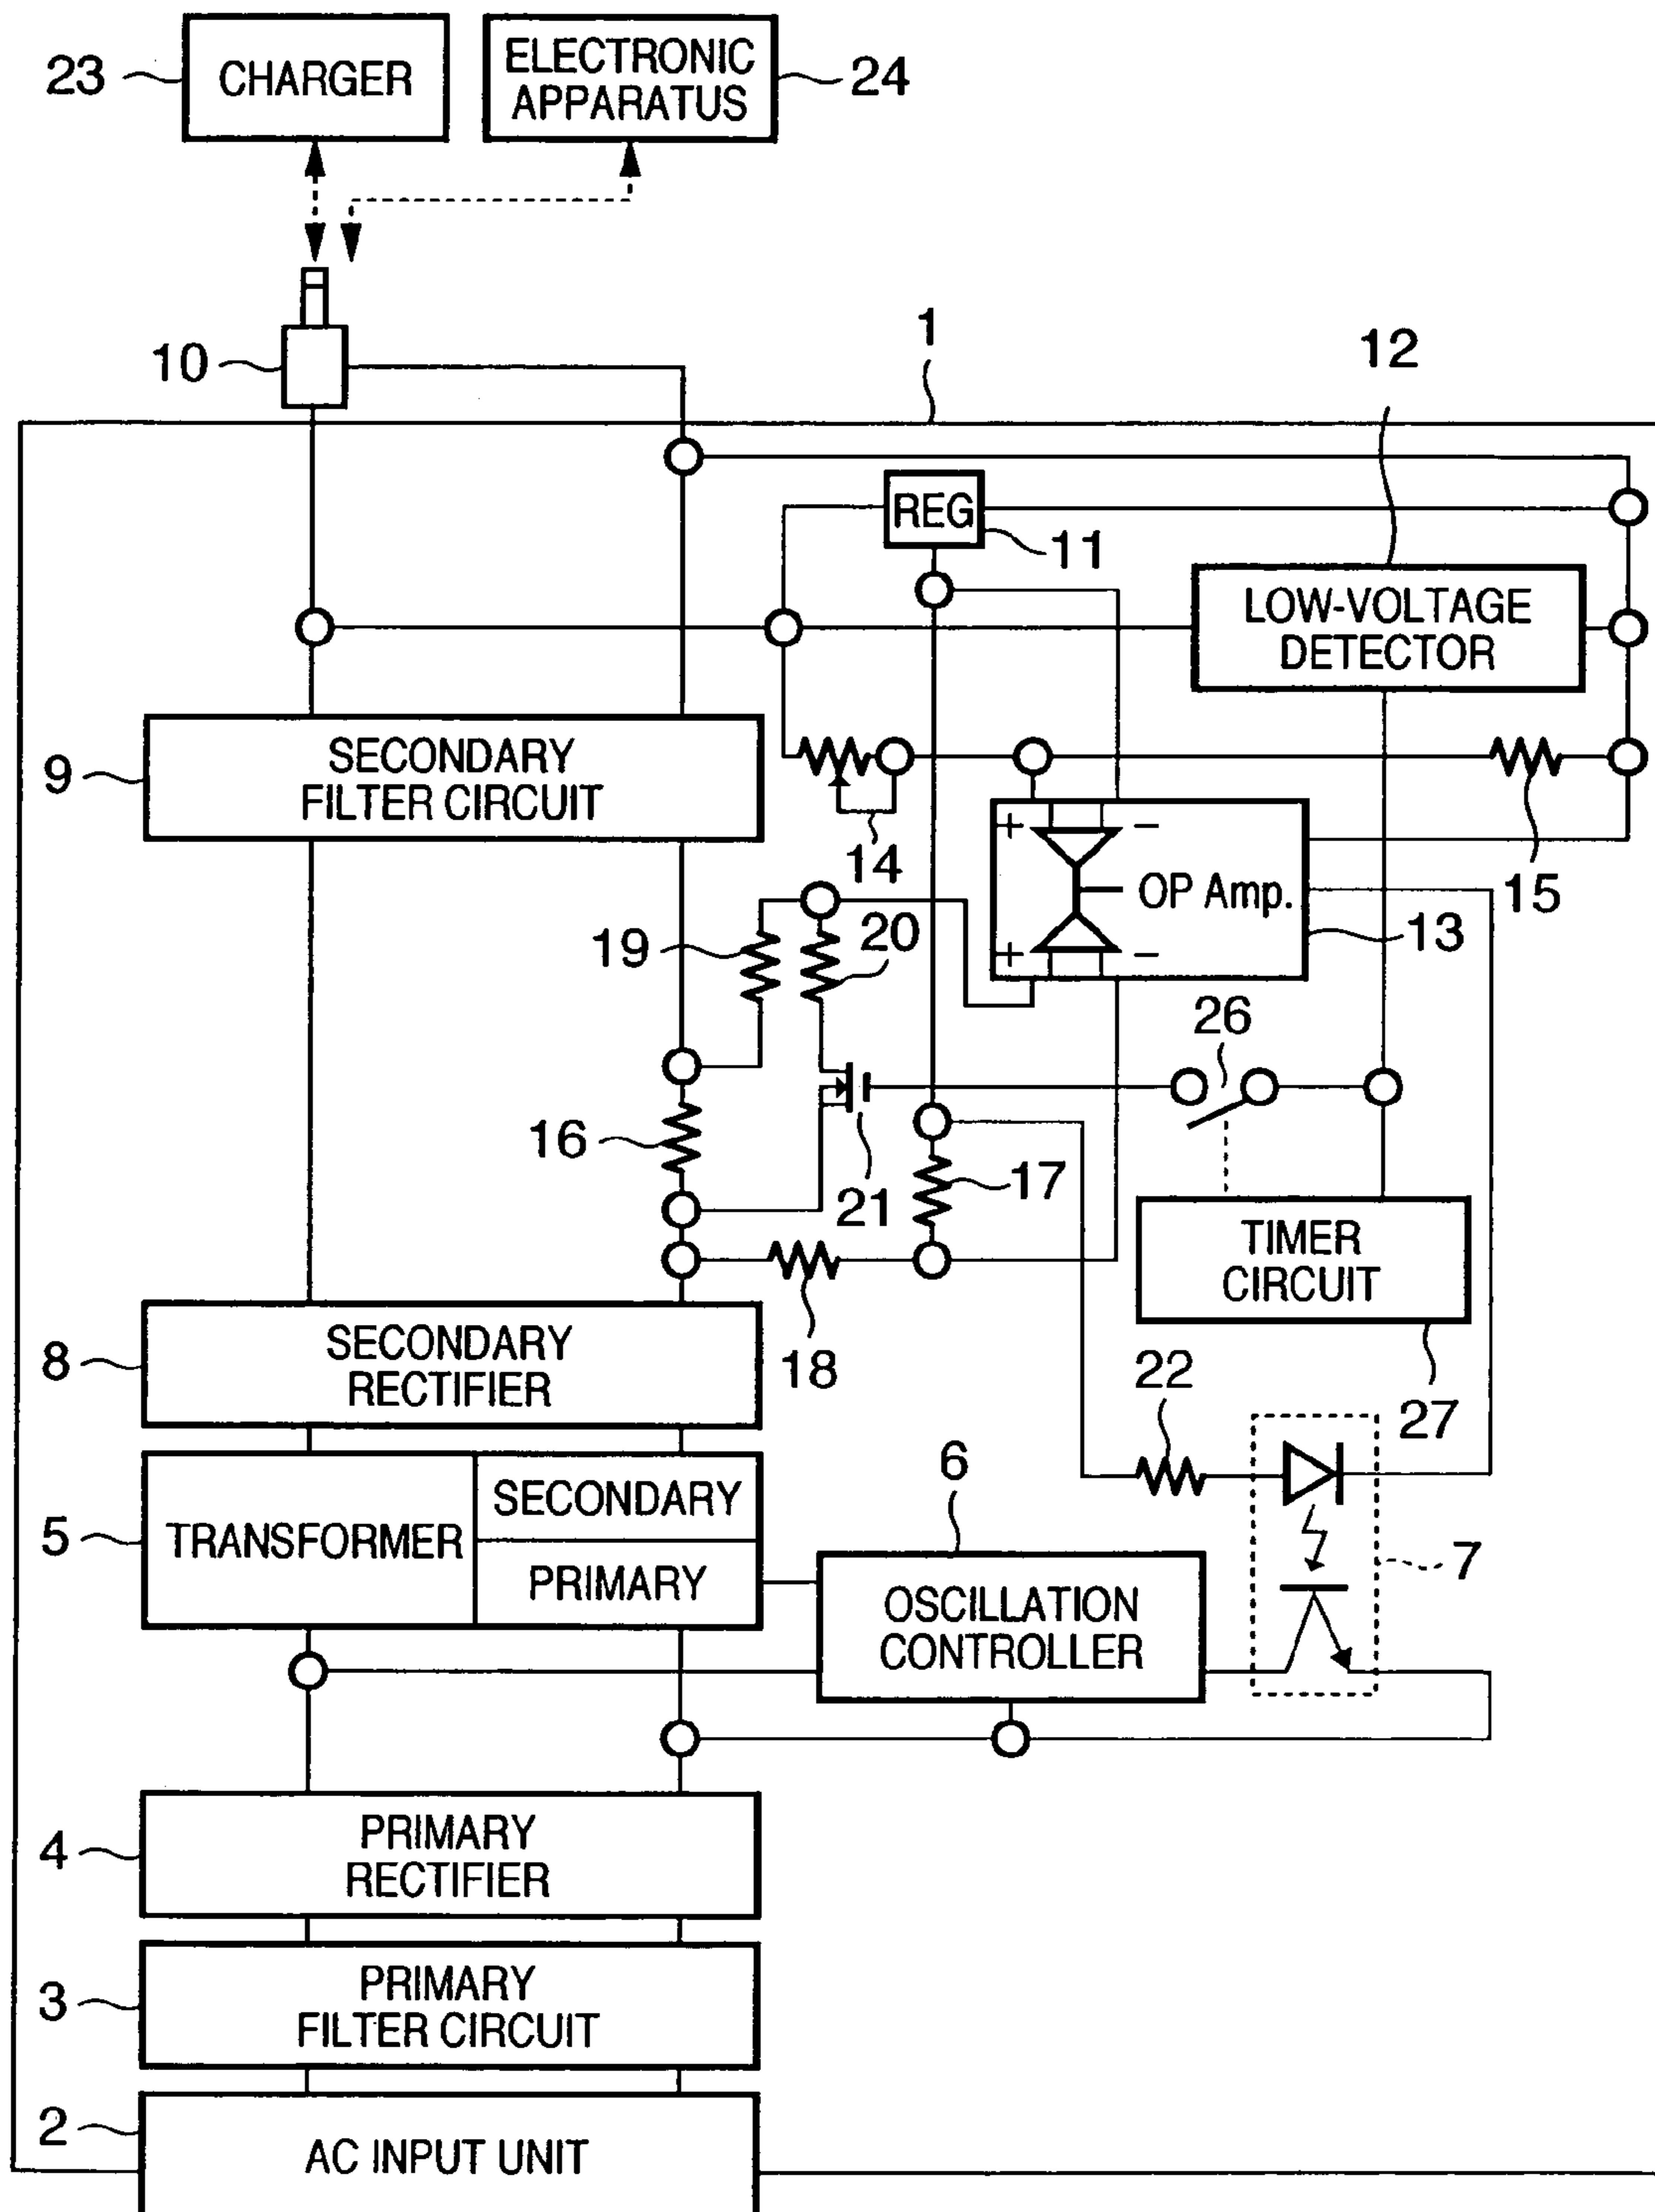 23
CHARGER
ELECTRONIC
APPARATUS
24
10
1
12
REG
11
LOW-VOLTAGE
DETECTOR
9
SECONDARY
FILTER CIRCUIT
14
15
+
−
OP Amp.
+
−
13
19
20
26
16
21
17
TIMER
CIRCUIT
18
27
8
SECONDARY
RECTIFIER
22
5
TRANSFORMER
SECONDARY
PRIMARY
6
OSCILLATION
CONTROLLER
7
4
PRIMARY
RECTIFIER
3
PRIMARY
FILTER CIRCUIT
2
AC INPUT UNIT